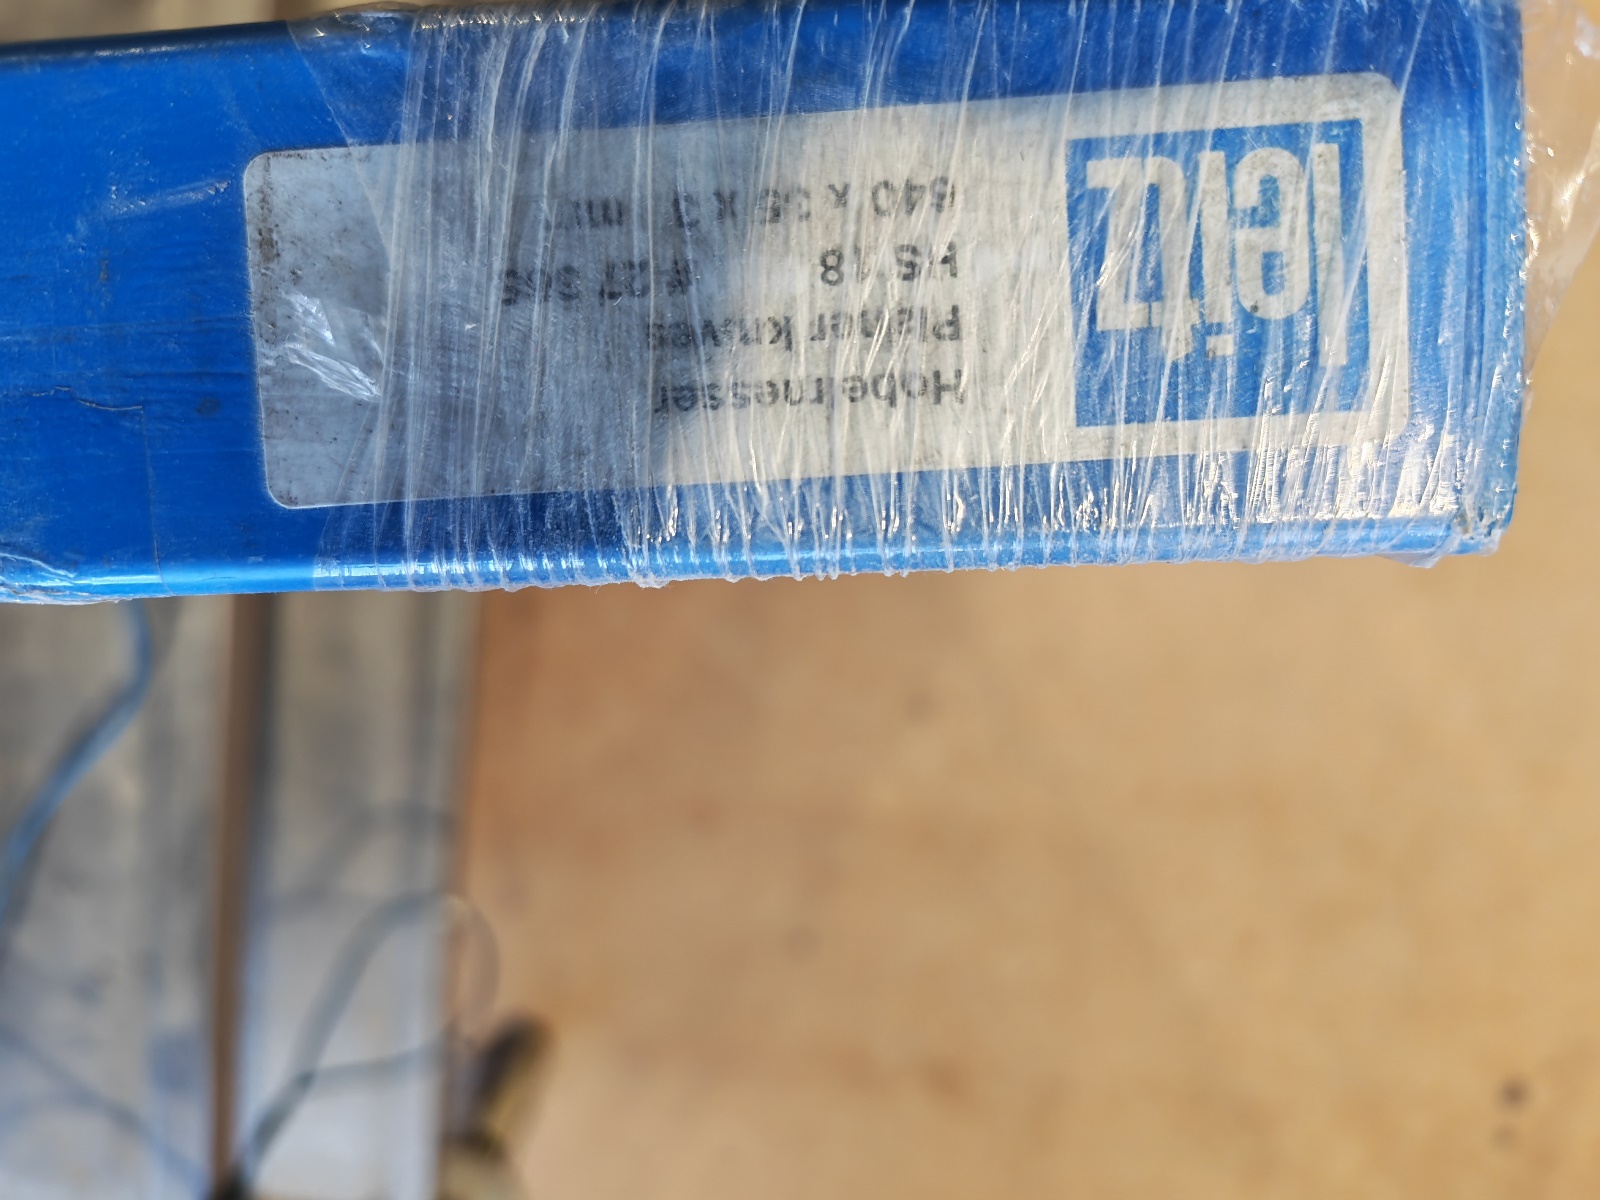 Leitz
Hobelmesser
Planer knives
HS 18
640 x 35 x 3 mm